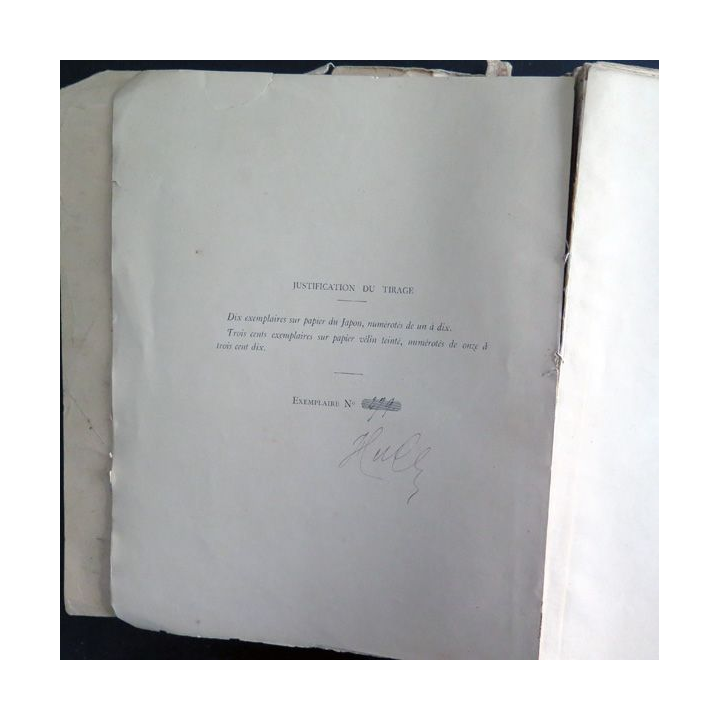 JUSTIFICATION DU TIRAGE
Dix exemplaires sur papier du Japon, numérotés de un à dix.
Trois cents exemplaires sur papier vélin teinté, numérotés de onze à
trois cent dix.
EXEMPLAIRE No